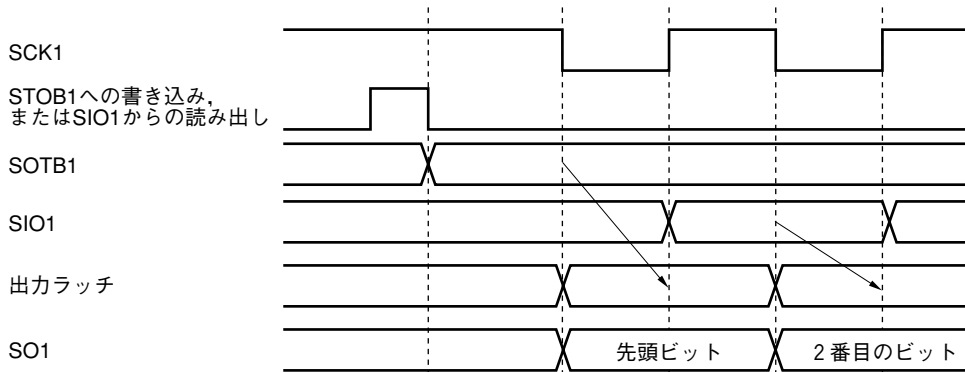 SCK1
STOB1への書き込み,
またはSIO1からの読み出し
SOTB1
SIO1
出力ラッチ
SO1
先頭ビット
2番目のビット